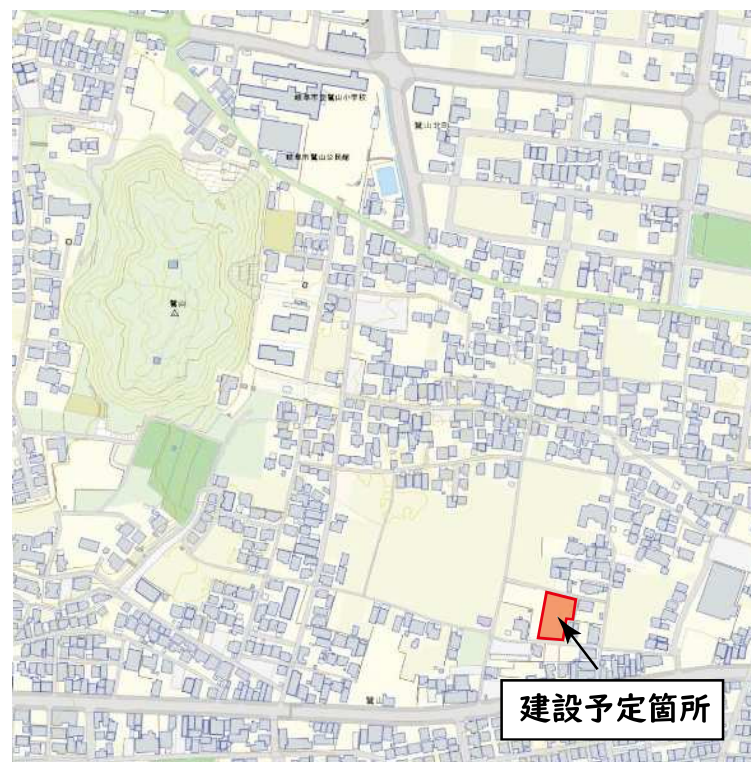 岐阜市立鷺山小学校
鷺山北町
岐阜市鷺山公民館
鷺山
鷺山
建設予定箇所